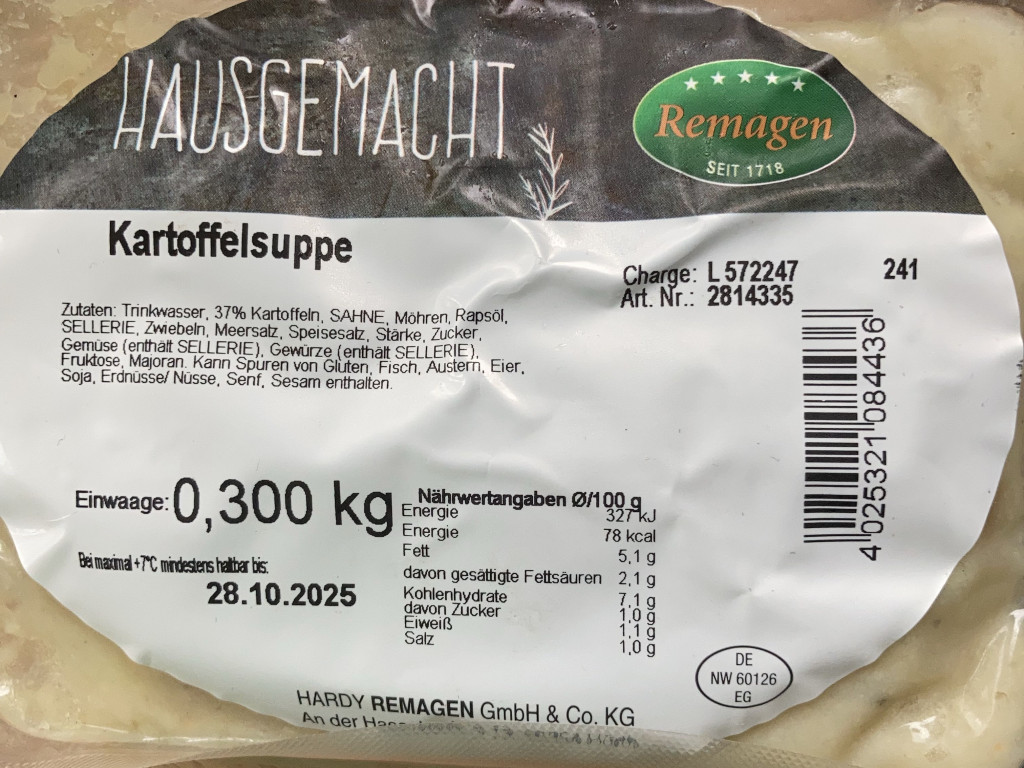 HAUSGEMACHT
Remagen
SEIT 1718
Kartoffelsuppe
Charge: L 572247
241
Art. Nr.: 2814335
Zutaten: Trinkwasser, 37% Kartoffeln, SAHNE, Möhren, Rapsöl,
SELLERIE, Zwiebeln, Meersalz, Speisesalz, Stärke, Zucker,
Gemüse (enthält SELLERIE), Gewürze (enthält SELLERIE),
Fruktose, Majoran. Kann Spuren von Gluten, Fisch, Austern, Eier,
Soja, Erdnüsse/ Nüsse, Senf, Sesam enthalten.
4 025321 084436
Einwaage: 0,300 kg
Nährwertangaben Ø/100 g
Energie 327 kJ
Energie 78 kcal
Fett 5,1 g
davon gesättigte Fettsäuren 2,1 g
Kohlenhydrate 7,1 g
davon Zucker 1,0 g
Eiweiß 1,1 g
Salz 1,0 g
Bei maximal +7°C mindestens haltbar bis:
28.10.2025
DE
NW 60126
EG
HARDY REMAGEN GmbH & Co. KG
An der